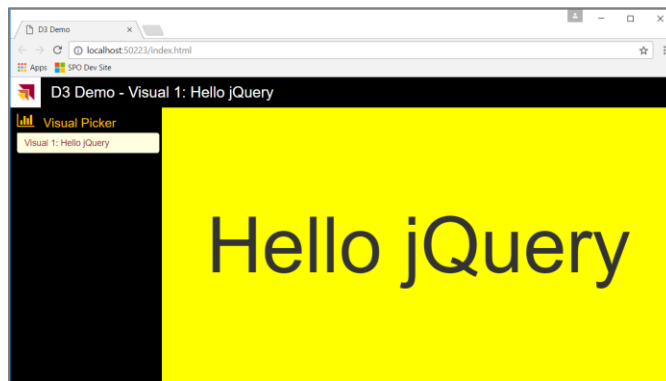 D3 Demo
localhost:50223/index.html
Apps SPO Dev Site
D3 Demo - Visual 1: Hello jQuery
Visual Picker
Visual 1: Hello jQuery
Hello jQuery